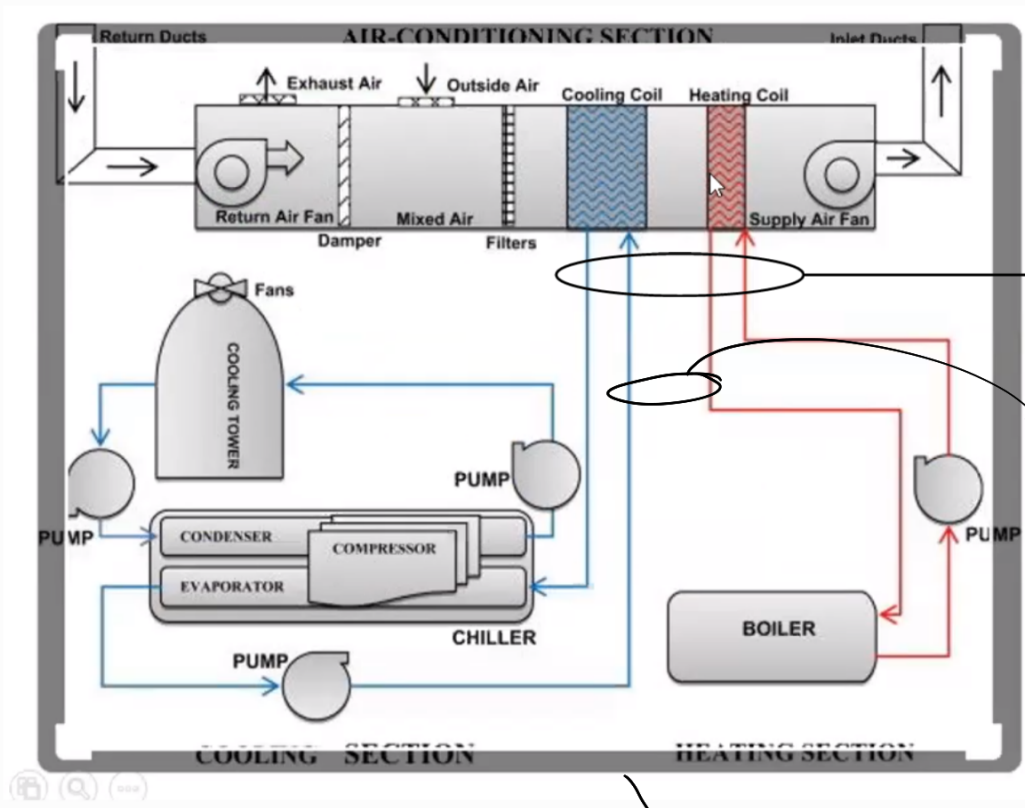 Return Ducts
AIR-CONDITIONING SECTION
Inlet Ducts
Exhaust Air
Outside Air
Cooling Coil
Heating Coil
Return Air Fan
Mixed Air
Supply Air Fan
Damper
Filters
Fans
COOLING TOWER
PUMP
PUMP
PUMP
PUMP
CONDENSER
COMPRESSOR
EVAPORATOR
CHILLER
BOILER
PUMP
COOLING SECTION
HEATING SECTION